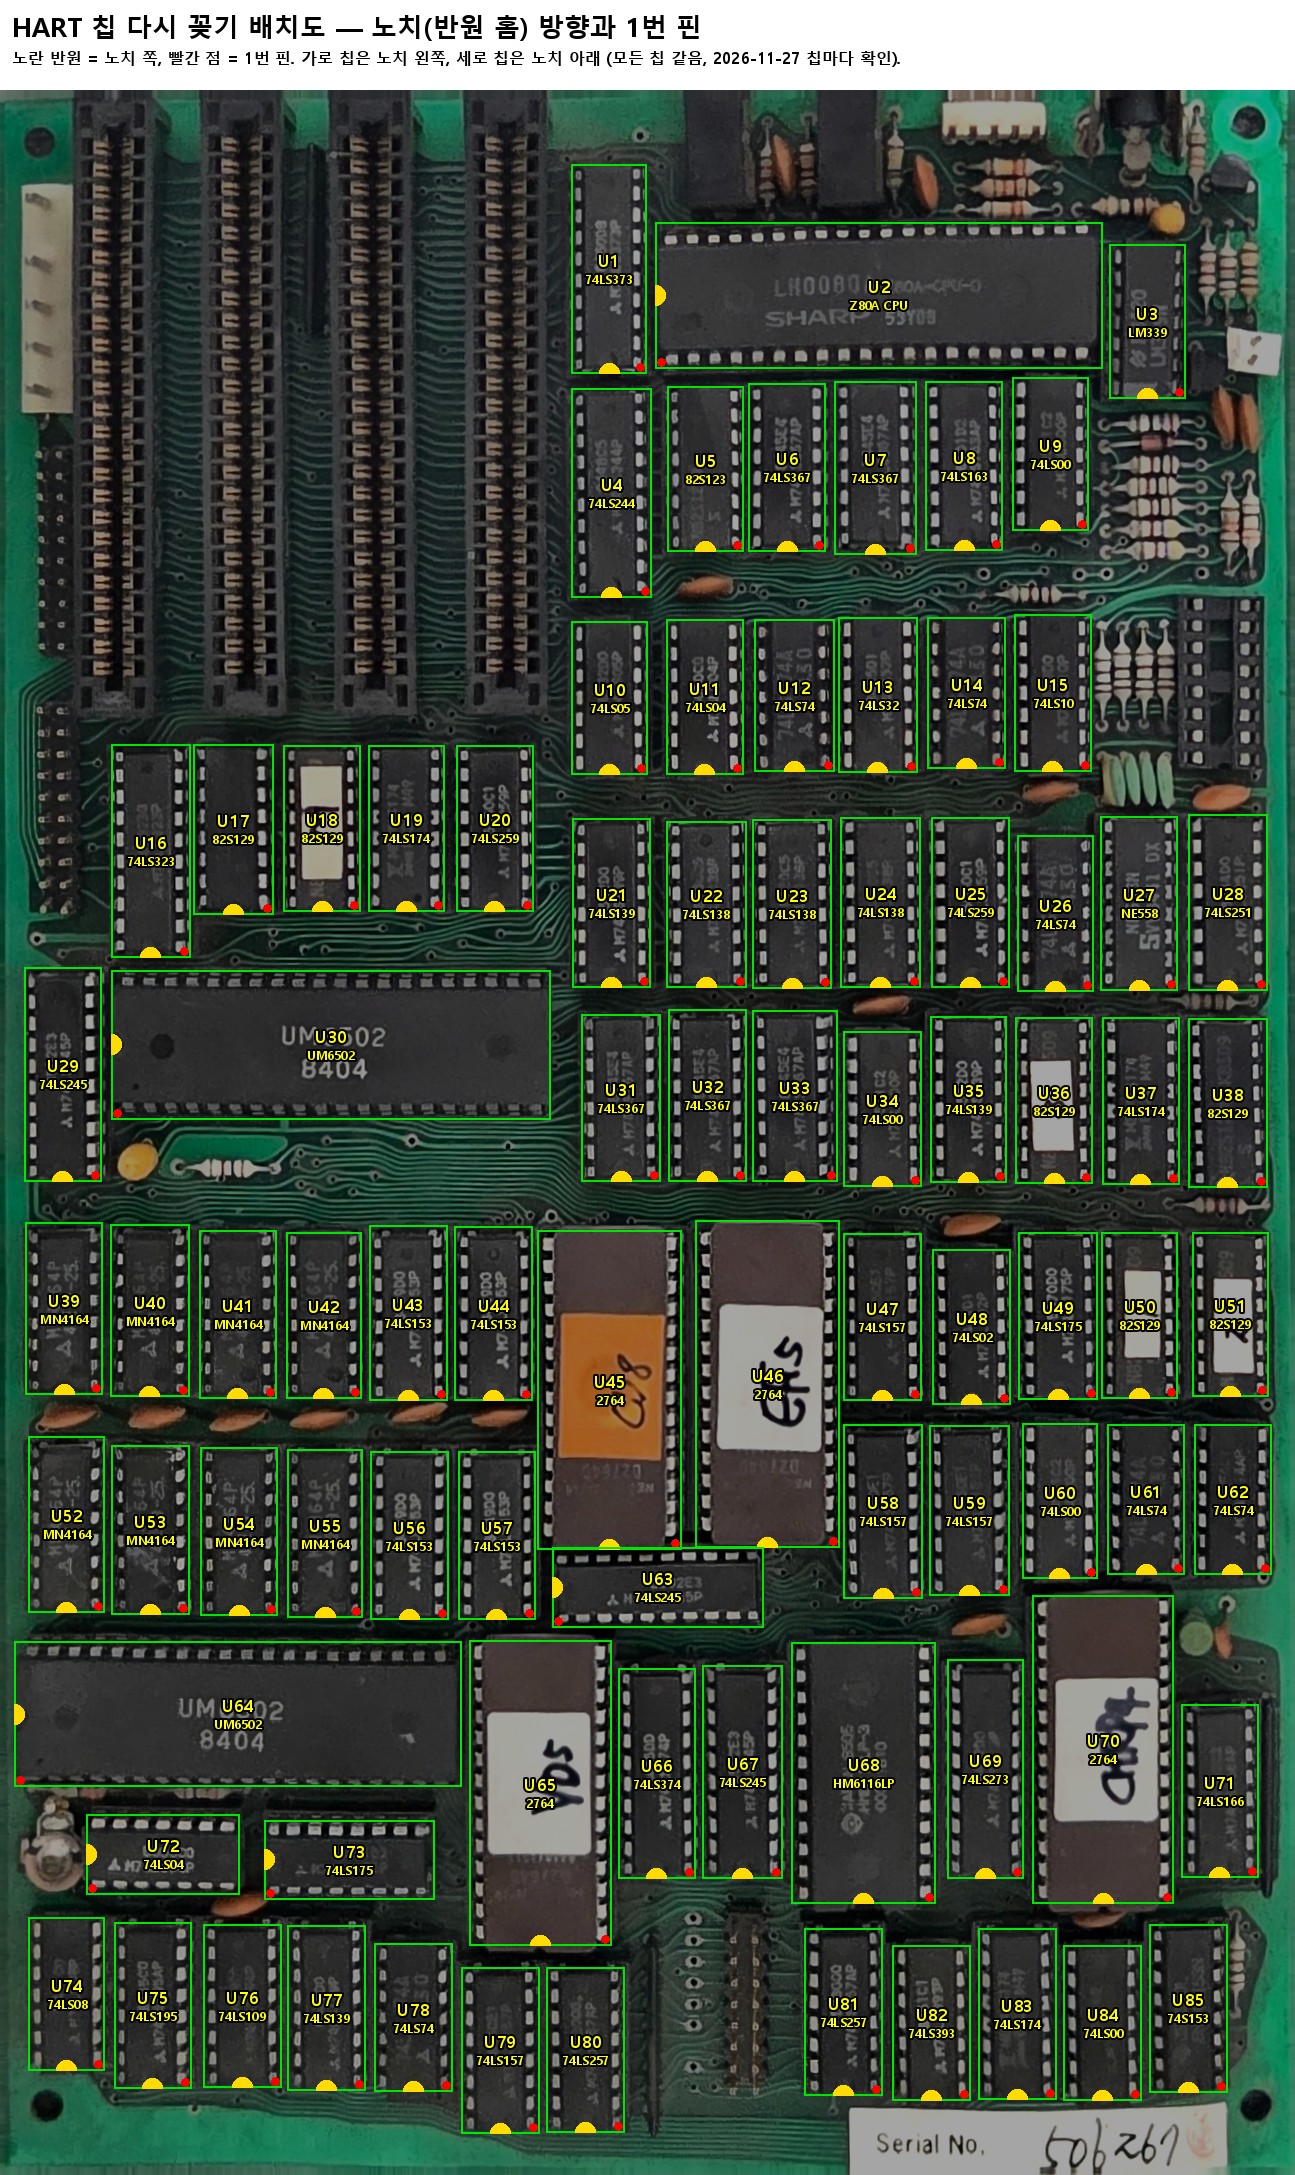 HART 칩 다시 꽂기 배치도 — 노치(반원 홈) 방향과 1번 핀
노란 반원 = 노치 쪽, 빨간 점 = 1번 핀. 가로 칩은 노치 왼쪽, 세로 칩은 노치 아래 (모든 칩 같음, 2026-11-27 칩마다 확인).
U1
74LS373
U2
Z80A CPU
SHARP
U3
LM339
U4
74LS244
U5
82S123
U6
74LS367
U7
74LS367
U8
74LS163
U9
74LS00
U10
74LS05
U11
74LS04
U12
74LS74
U13
74LS32
U14
74LS74
U15
74LS10
U16
74LS323
U17
82S129
U18
82S129
U19
74LS174
U20
74LS259
U21
74LS139
U22
74LS138
U23
74LS138
U24
74LS138
U25
74LS259
U26
74LS74
U27
NE558
U28
74LS251
U29
74LS245
U30
UM6502
8404
U31
74LS367
U32
74LS367
U33
74LS367
U34
74LS00
U35
74LS139
U36
82S129
U37
74LS174
U38
82S129
U39
MN4164
U40
MN4164
U41
MN4164
U42
MN4164
U43
74LS153
U44
74LS153
U45
2764
U46
2764
U47
74LS157
U48
74LS02
U49
74LS175
U50
82S129
U51
82S129
U52
MN4164
U53
MN4164
U54
MN4164
U55
MN4164
U56
74LS153
U57
74LS153
U58
74LS157
U59
74LS157
U60
74LS00
U61
74LS74
U62
74LS74
U63
74LS245
U64
UM6502
8404
U65
2764
U66
74LS374
U67
74LS245
U68
HM6116LP
U69
74LS273
U70
2764
U71
74LS166
U72
74LS04
U73
74LS175
U74
74LS08
U75
74LS195
U76
74LS109
U77
74LS139
U78
74LS74
U79
74LS157
U80
74LS257
U81
74LS257
U82
74LS393
U83
74LS174
U84
74LS00
U85
74S153
Serial No. 506267